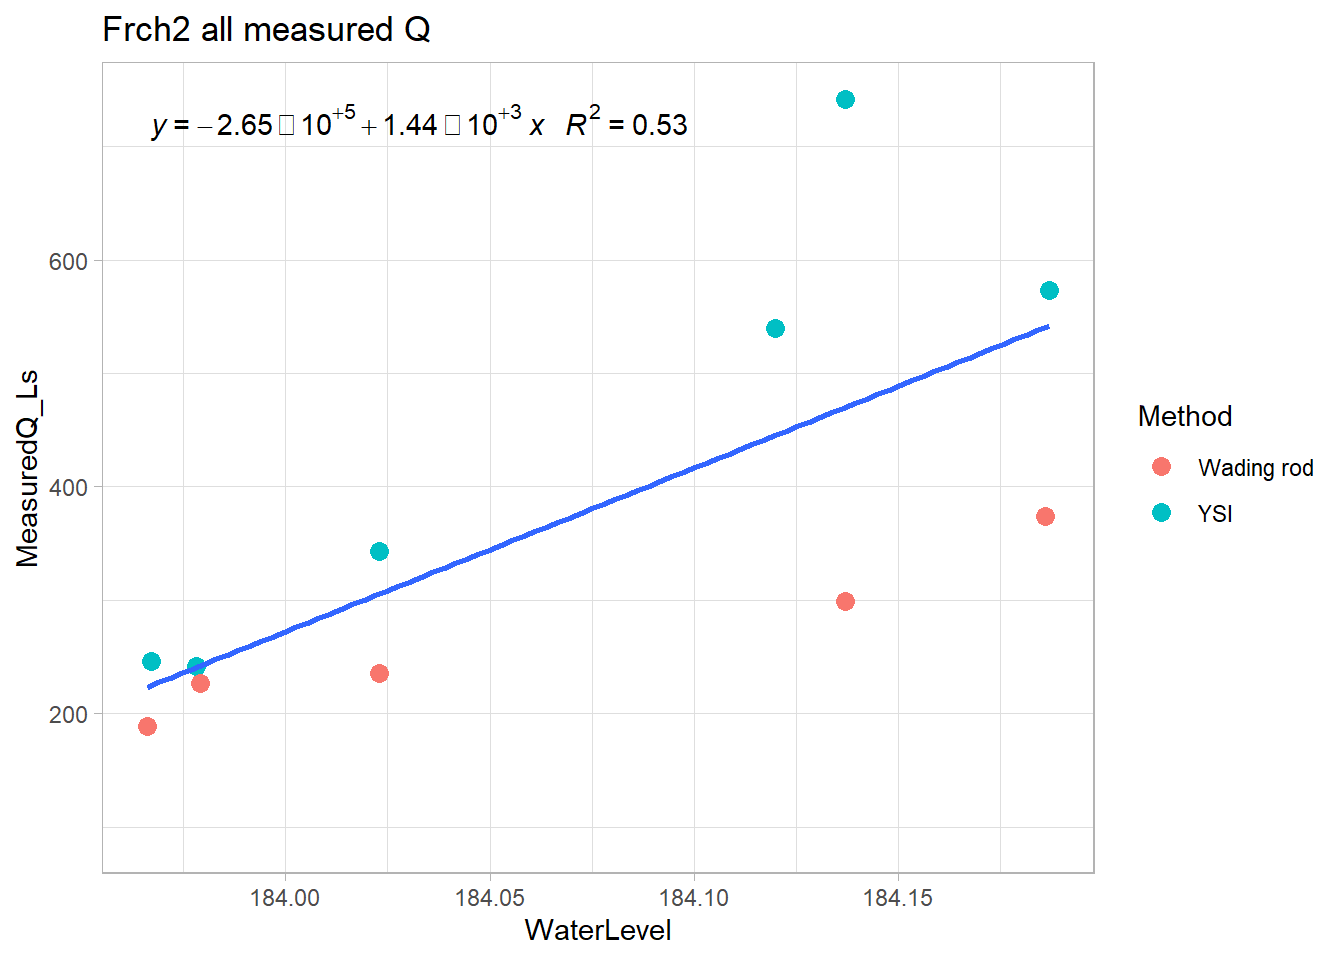 Frch2 all measured Q
y = −2.65 □ 10⁺⁵ + 1.44 □ 10⁺³ x R² = 0.53
600
400
200
MeasuredQ_Ls
184.00 184.05 184.10 184.15
WaterLevel
Method
Wading rod
YSI